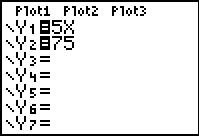 Plot1 Plot2 Plot3
\Y1=5X
\Y2=75
\Y3=
\Y4=
\Y5=
\Y6=
\Y7=